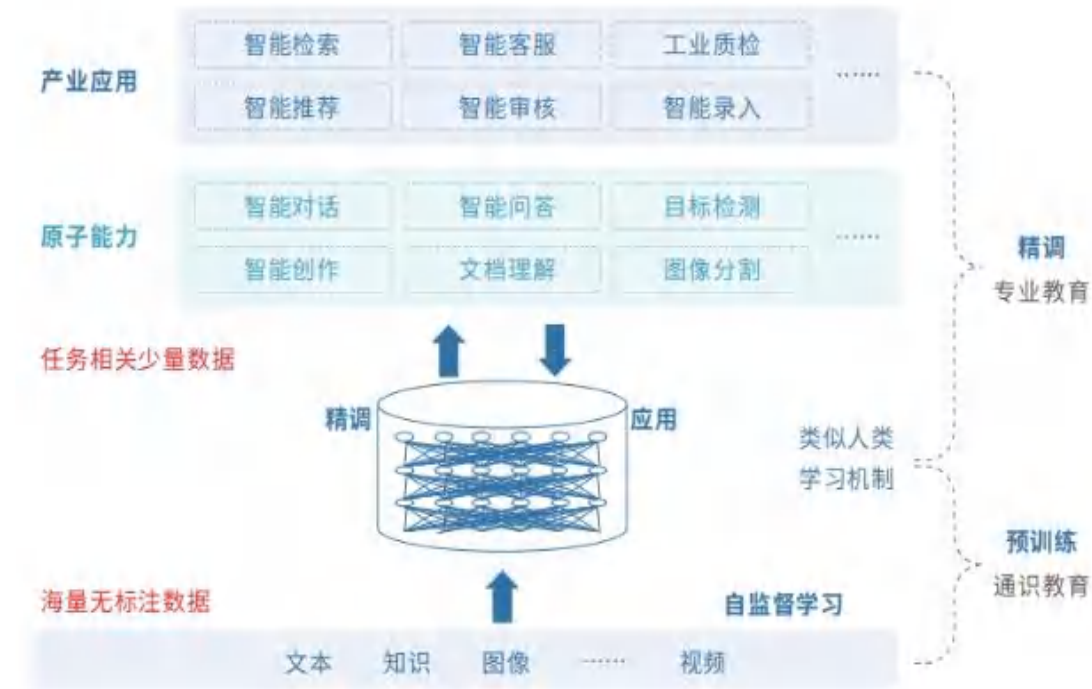 智能检索 智能客服 工业质检
产业应用 ……
智能推荐 智能审核 智能录入
智能对话 智能问答 目标检测
原子能力 ……
智能创作 文档理解 图像分割
精调
专业教育
任务相关少量数据
精调 应用
类似人类
学习机制
预训练
通识教育
海量无标注数据 自监督学习
文本 知识 图像 …… 视频